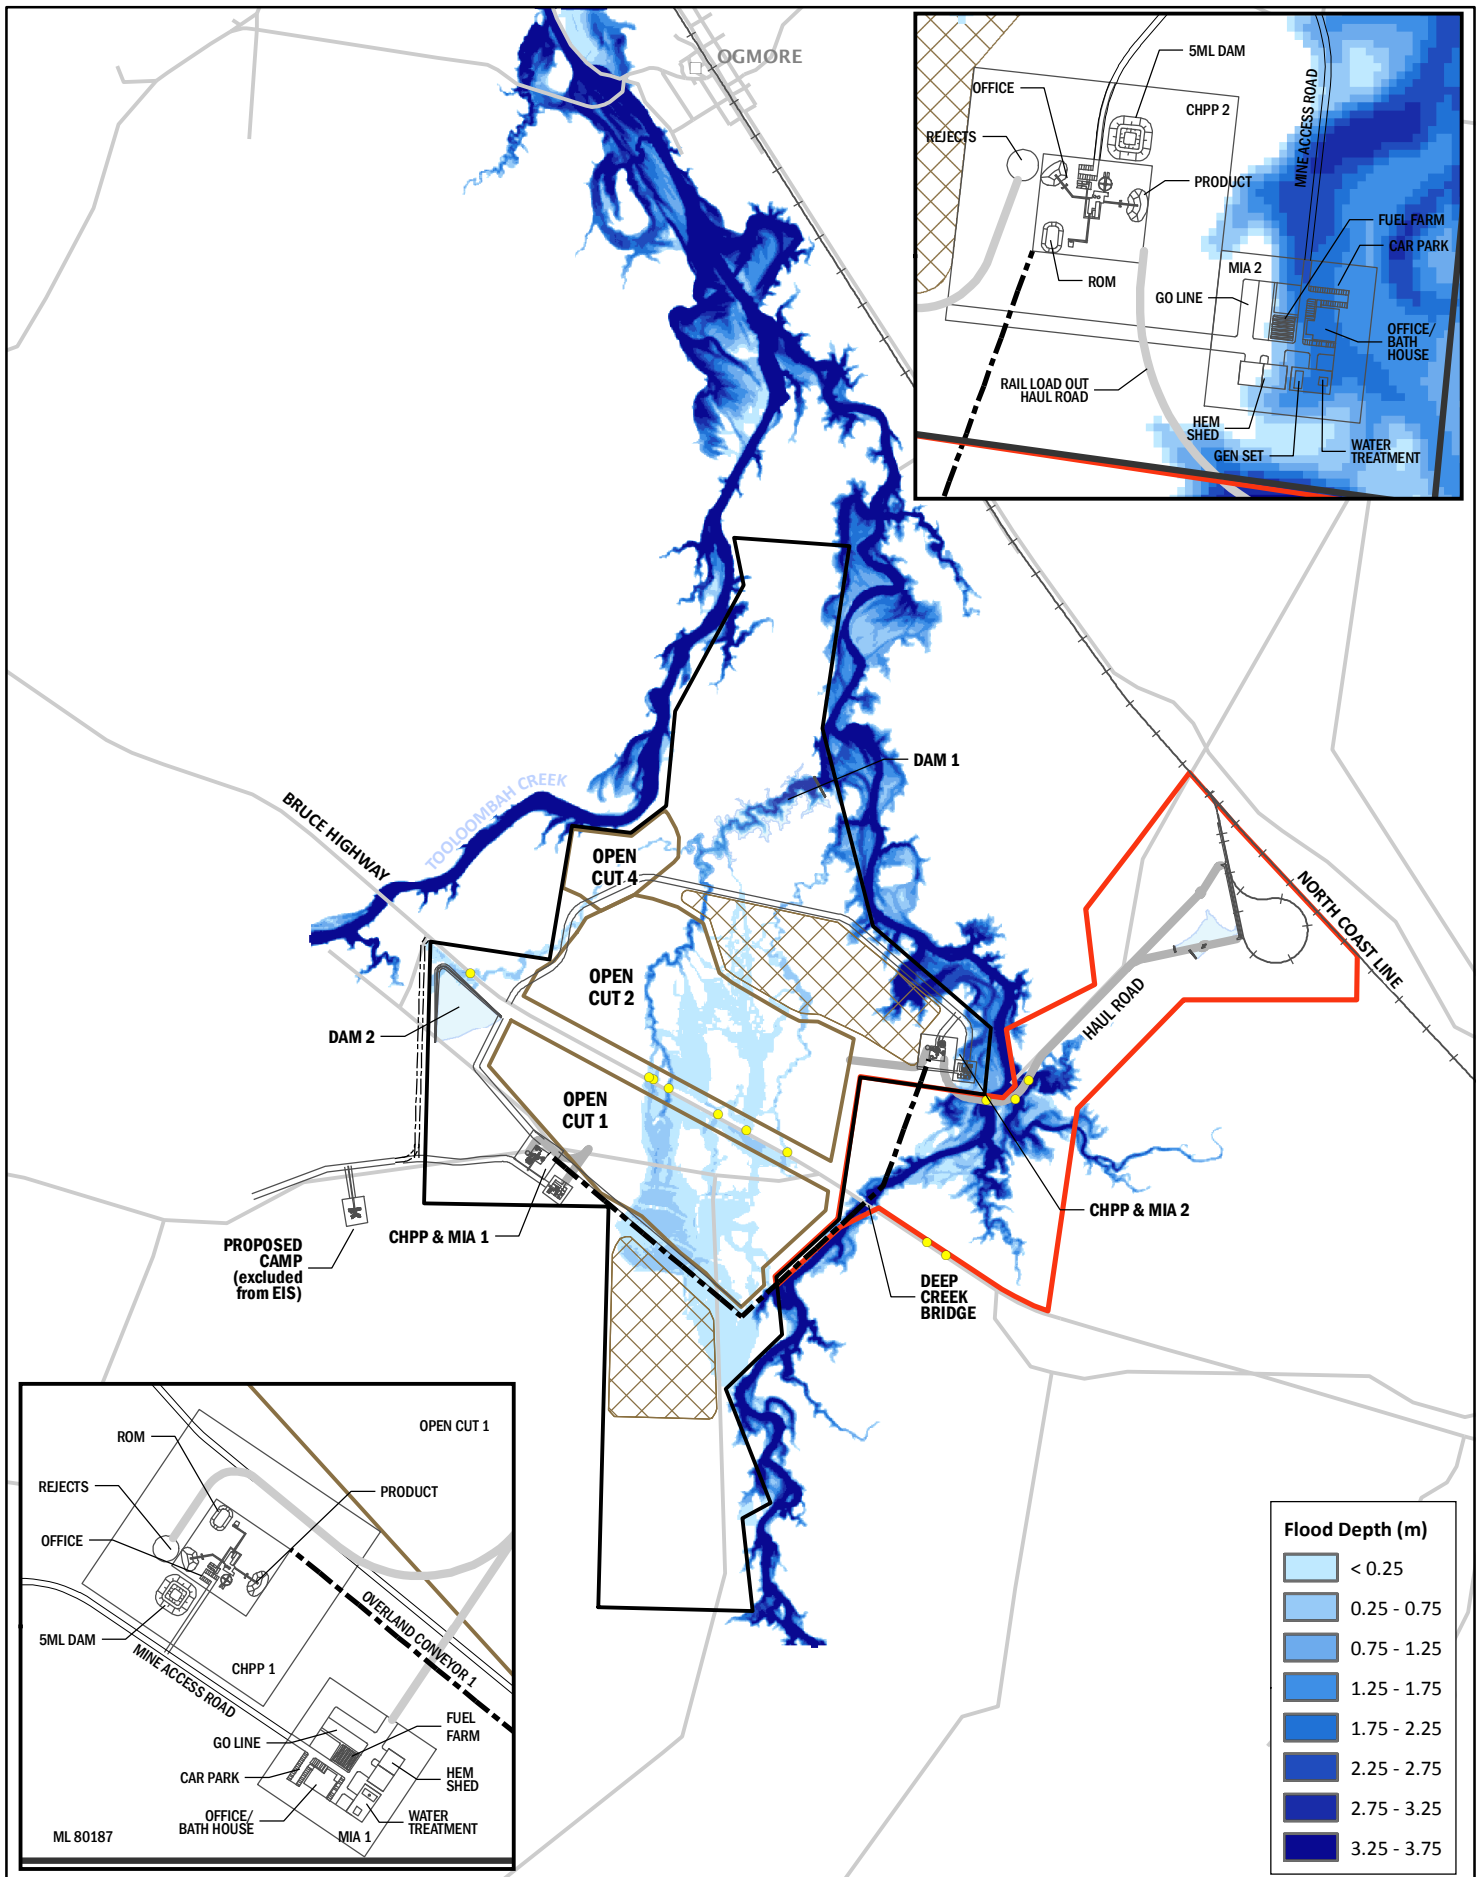 OGMORE
5ML DAM
OFFICE
CHPP 2
REJECTS
MINE ACCESS ROAD
PRODUCT
FUEL FARM
CAR PARK
MIA 2
ROM
GO LINE
OFFICE/
BATH
HOUSE
RAIL LOAD OUT
HAUL ROAD
HEM
SHED
GEN SET
WATER
TREATMENT
DAM 1
TOOLOOMBAH CREEK
BRUCE HIGHWAY
OPEN
CUT 4
NORTH COAST LINE
OPEN
CUT 2
HAUL ROAD
DAM 2
OPEN
CUT 1
CHPP & MIA 2
CHPP & MIA 1
PROPOSED
CAMP
(excluded
from EIS)
DEEP
CREEK
BRIDGE
OPEN CUT 1
ROM
REJECTS
PRODUCT
OFFICE
OVERLAND CONVEYOR 1
5ML DAM
MINE ACCESS ROAD
CHPP 1
FUEL
FARM
GO LINE
CAR PARK
HEM
SHED
OFFICE/
BATH HOUSE
WATER
TREATMENT
ML 80187
MIA 1
Flood Depth (m)
< 0.25
0.25 - 0.75
0.75 - 1.25
1.25 - 1.75
1.75 - 2.25
2.25 - 2.75
2.75 - 3.25
3.25 - 3.75